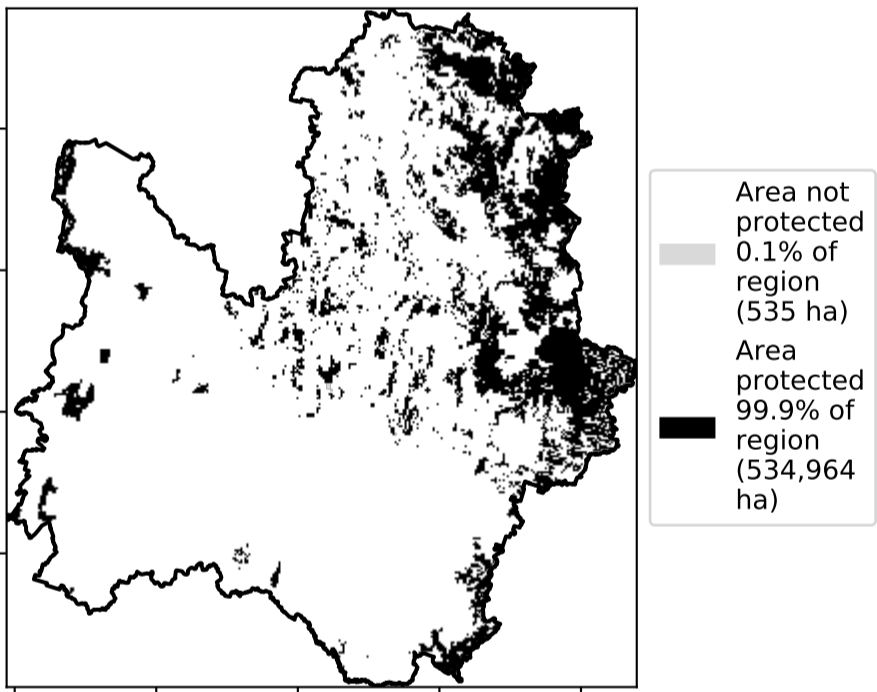 Area not
protected
0.1% of
region
(535 ha)
Area
protected
99.9% of
region
(534,964
ha)